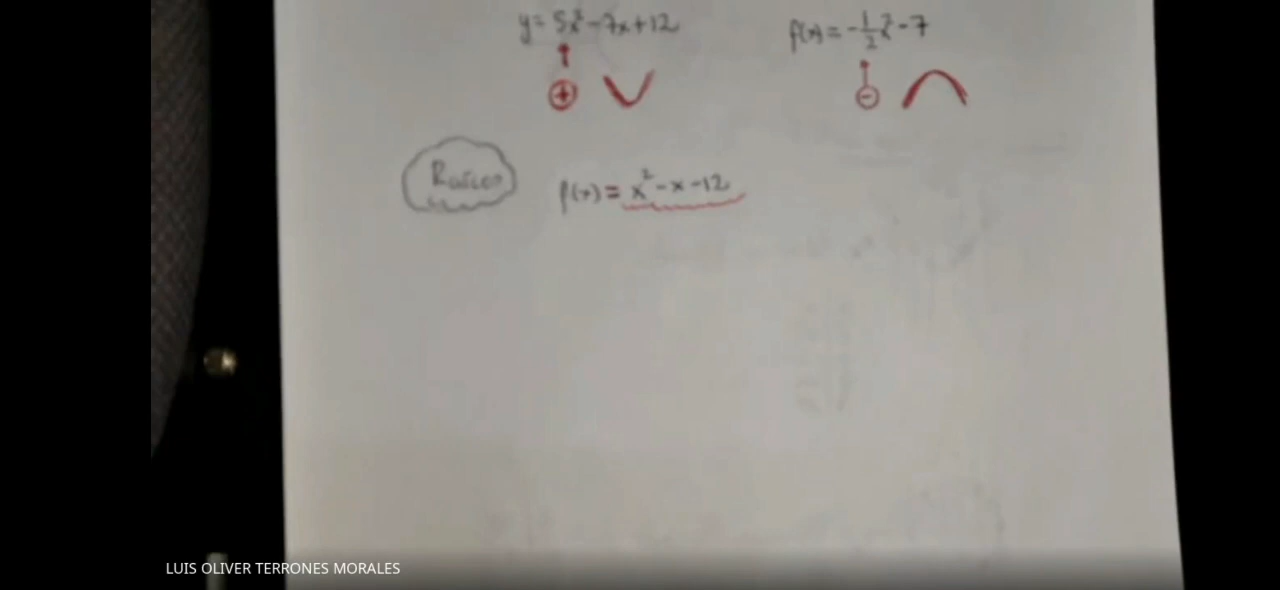 y = 5x² - 7x + 12
f(x) = -1/2 x² - 7
+
-
Raíces
f(x) = x² - x - 12
LUIS OLIVER TERRONES MORALES